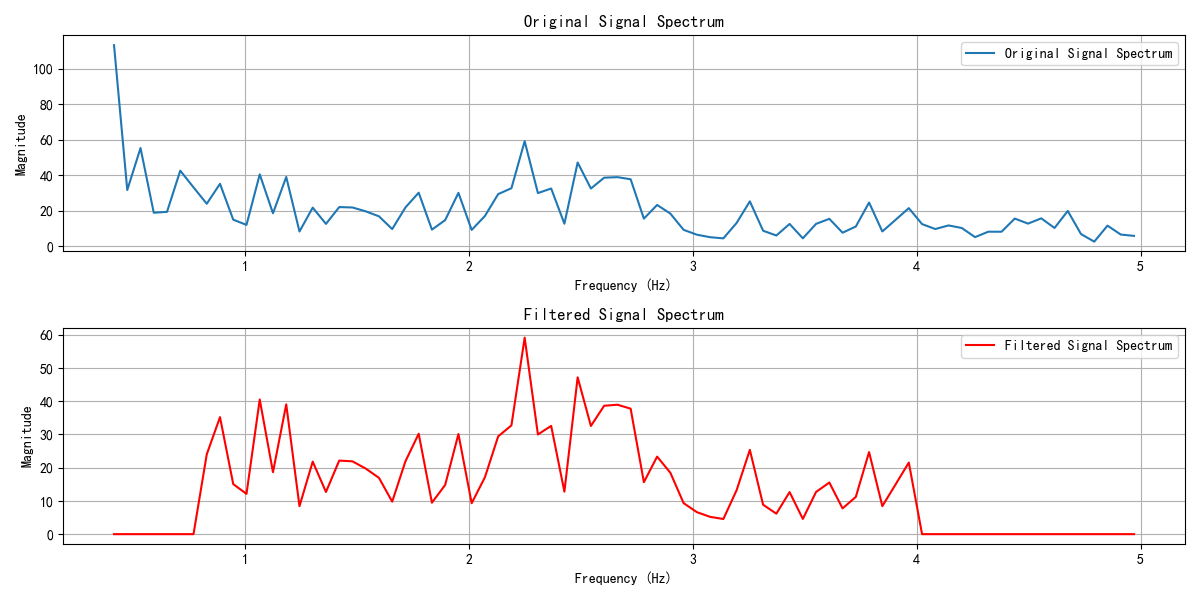 Original Signal Spectrum
Original Signal Spectrum
Magnitude
100
80
60
40
20
0
1 2 3 4 5
Frequency (Hz)
Filtered Signal Spectrum
Filtered Signal Spectrum
Magnitude
60
50
40
30
20
10
0
1 2 3 4 5
Frequency (Hz)